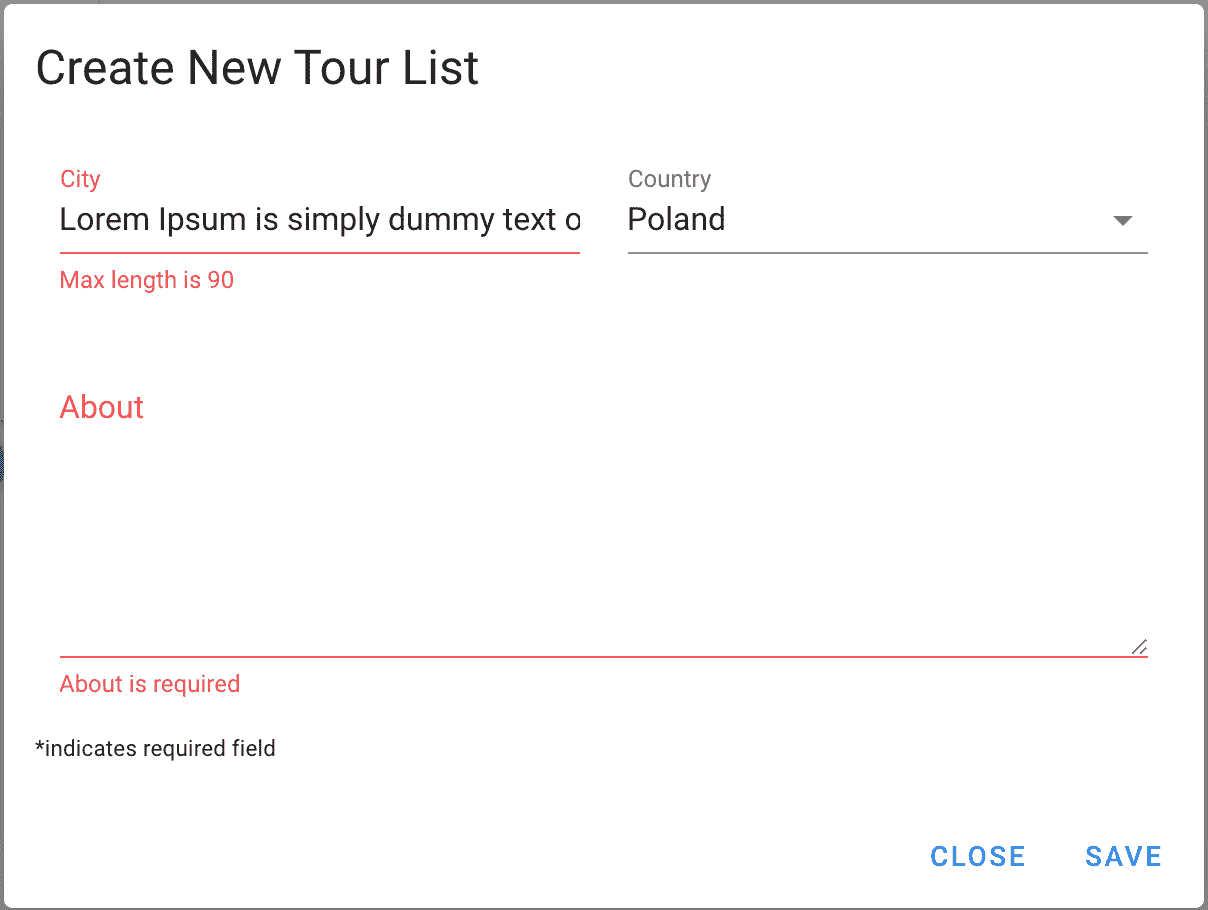 Create New Tour List
City
Country
Lorem Ipsum is simply dummy text o
Poland
Max length is 90
About
About is required
*indicates required field
CLOSE
SAVE